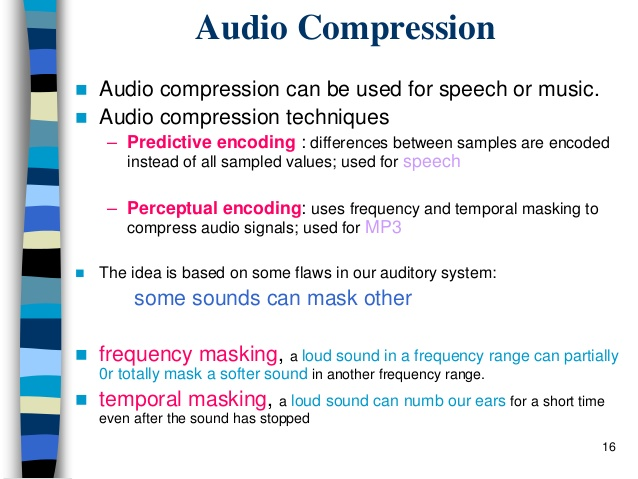 Audio Compression
Audio compression can be used for speech or music.
Audio compression techniques
– Predictive encoding : differences between samples are encoded
instead of all sampled values; used for speech
– Perceptual encoding: uses frequency and temporal masking to
compress audio signals; used for MP3
The idea is based on some flaws in our auditory system:
some sounds can mask other
frequency masking, a loud sound in a frequency range can partially
0r totally mask a softer sound in another frequency range.
temporal masking, a loud sound can numb our ears for a short time
even after the sound has stopped
16